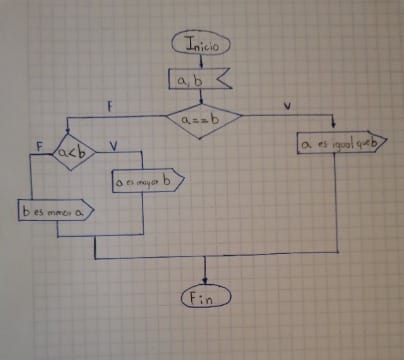 Inicio
a, b
F
V
a==b
a es igual que b
F
a<b
V
a es mayor b
b es menor a
Fin